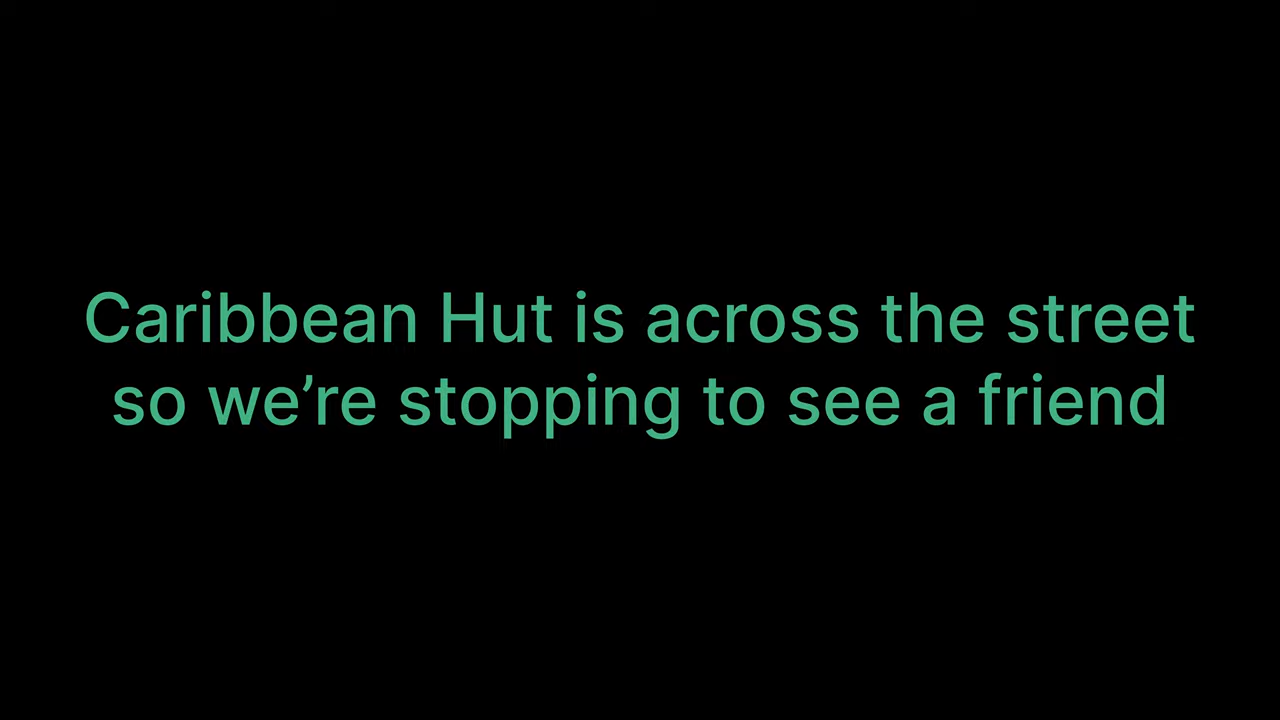 Caribbean Hut is across the street
so we’re stopping to see a friend